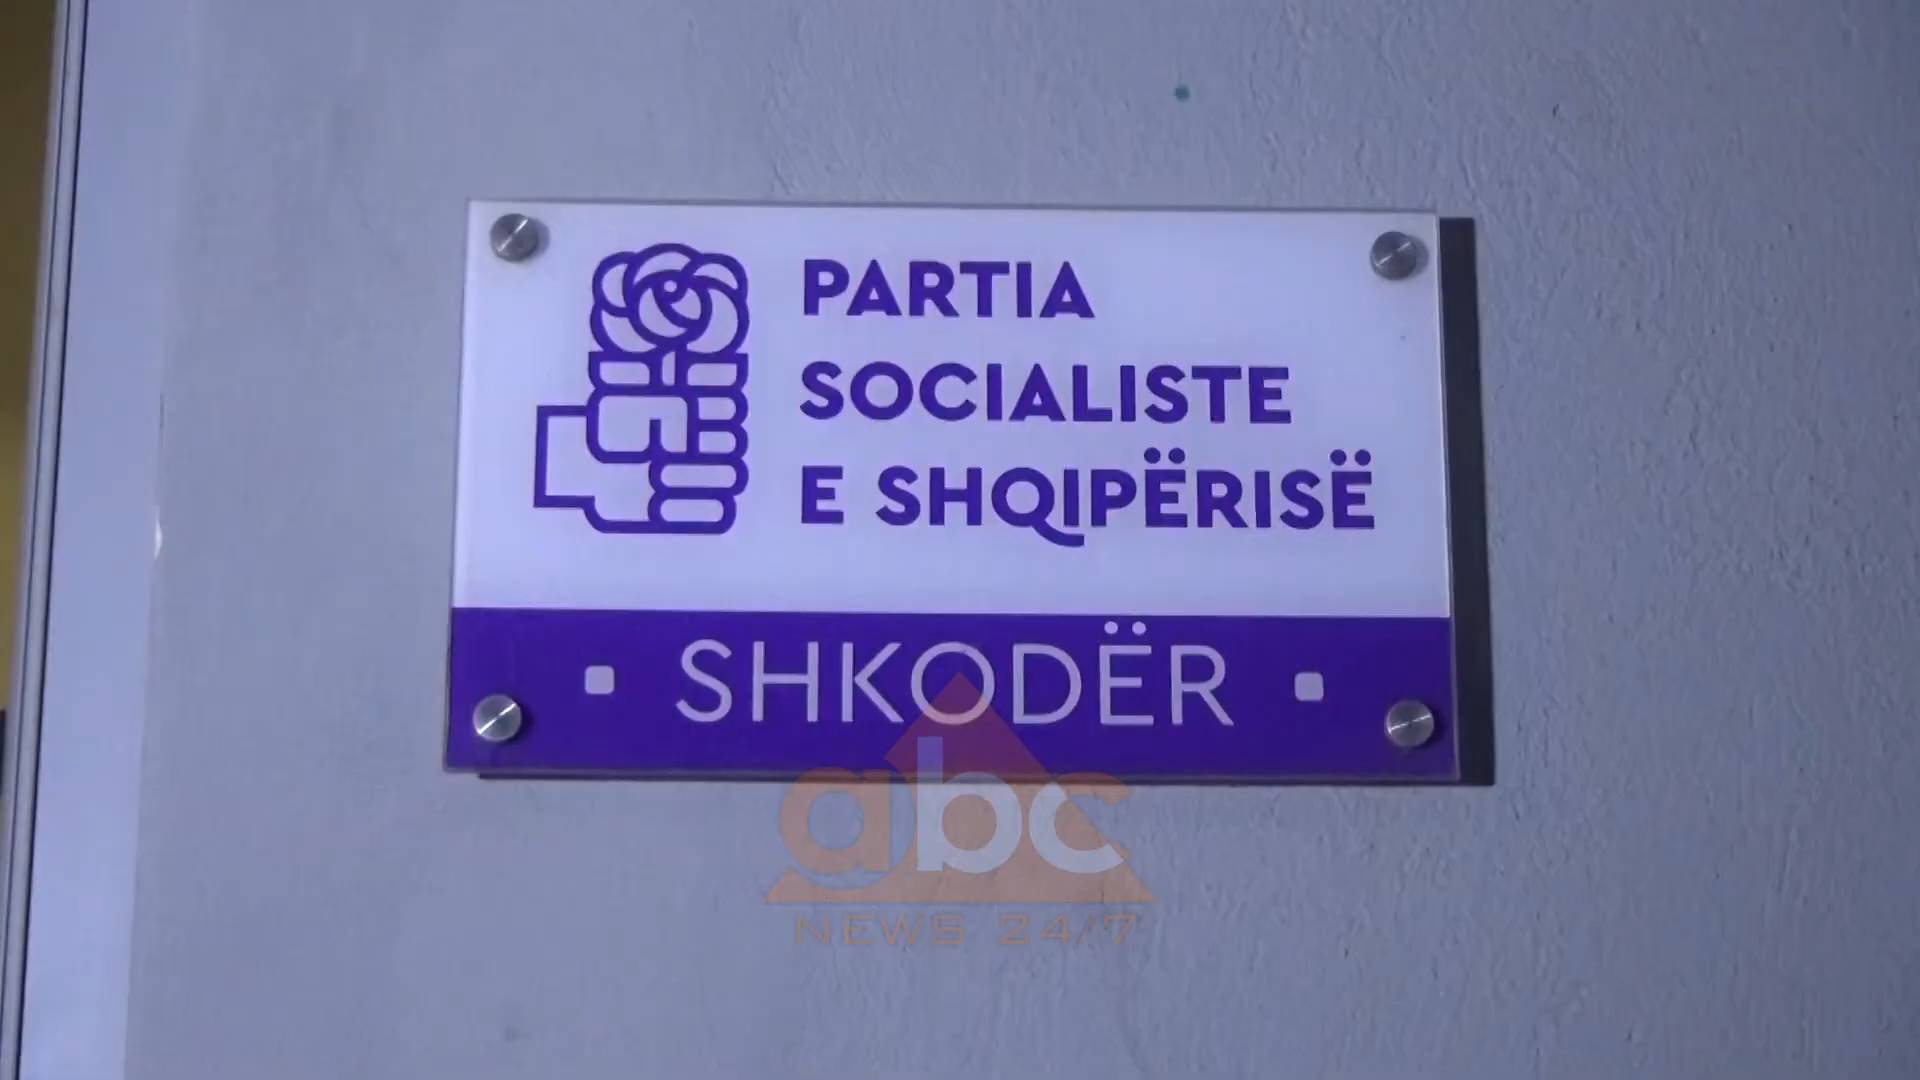 PARTIA
SOCIALISTE
E SHQIPËRISË
SHKODËR
abc
NEWS 24/7